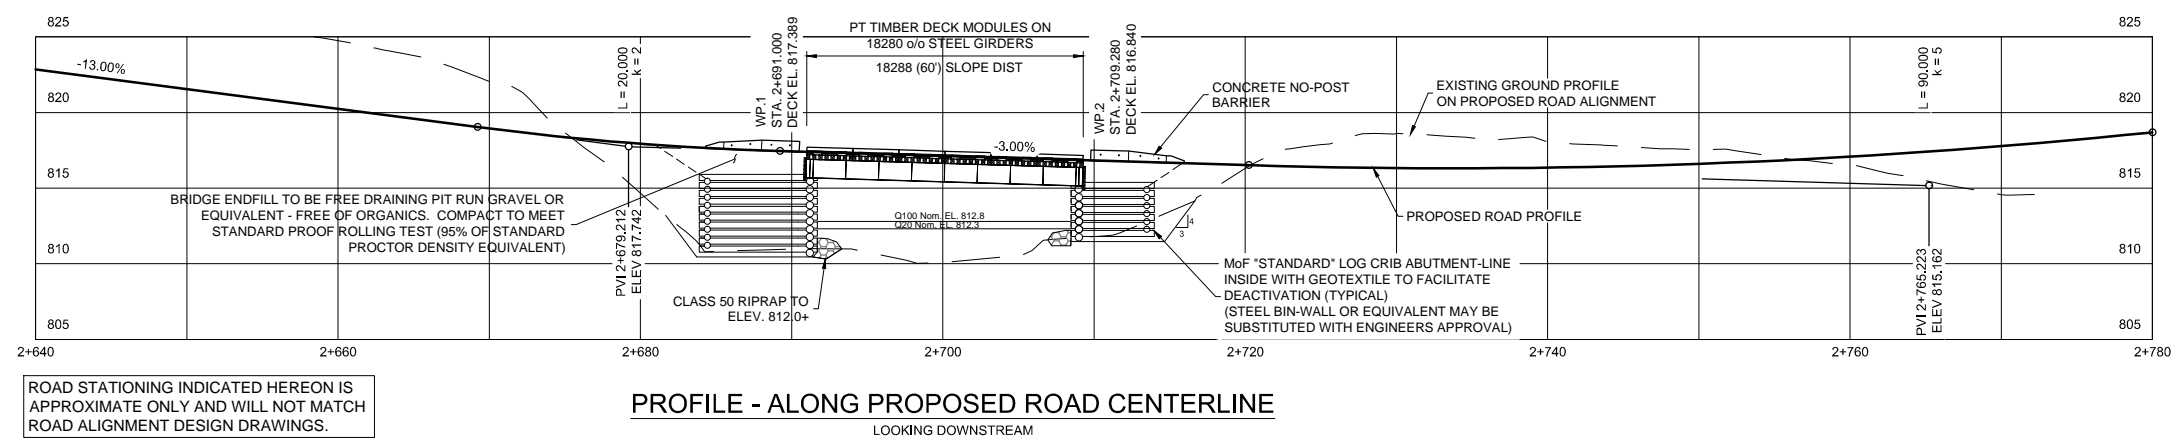 825
820
815
810
805
825
820
815
810
805
-13.00%
L = 20.000
k = 2
PVI 2+679.212
ELEV 817.742
WP.1
STA. 2+691.000
DECK EL. 817.389
PT TIMBER DECK MODULES ON
18280 o/o STEEL GIRDERS
18288 (60') SLOPE DIST
WP.2
STA. 2+709.280
DECK EL. 816.840
-3.00%
CONCRETE NO-POST
BARRIER
EXISTING GROUND PROFILE
ON PROPOSED ROAD ALIGNMENT
L = 90.000
k = 5
PVI 2+765.223
ELEV 815.162
BRIDGE ENDFILL TO BE FREE DRAINING PIT RUN GRAVEL OR
EQUIVALENT - FREE OF ORGANICS. COMPACT TO MEET
STANDARD PROOF ROLLING TEST (95% OF STANDARD
PROCTOR DENSITY EQUIVALENT)
Q100 Nom. EL. 812.8
Q20 Nom. EL. 812.3
4
3
PROPOSED ROAD PROFILE
CLASS 50 RIPRAP TO
ELEV. 812.0+
MoF "STANDARD" LOG CRIB ABUTMENT-LINE
INSIDE WITH GEOTEXTILE TO FACILITATE
DEACTIVATION (TYPICAL)
(STEEL BIN-WALL OR EQUIVALENT MAY BE
SUBSTITUTED WITH ENGINEERS APPROVAL)
2+640
2+660
2+680
2+700
2+720
2+740
2+760
2+780
ROAD STATIONING INDICATED HEREON IS
APPROXIMATE ONLY AND WILL NOT MATCH
ROAD ALIGNMENT DESIGN DRAWINGS.
PROFILE - ALONG PROPOSED ROAD CENTERLINE
LOOKING DOWNSTREAM